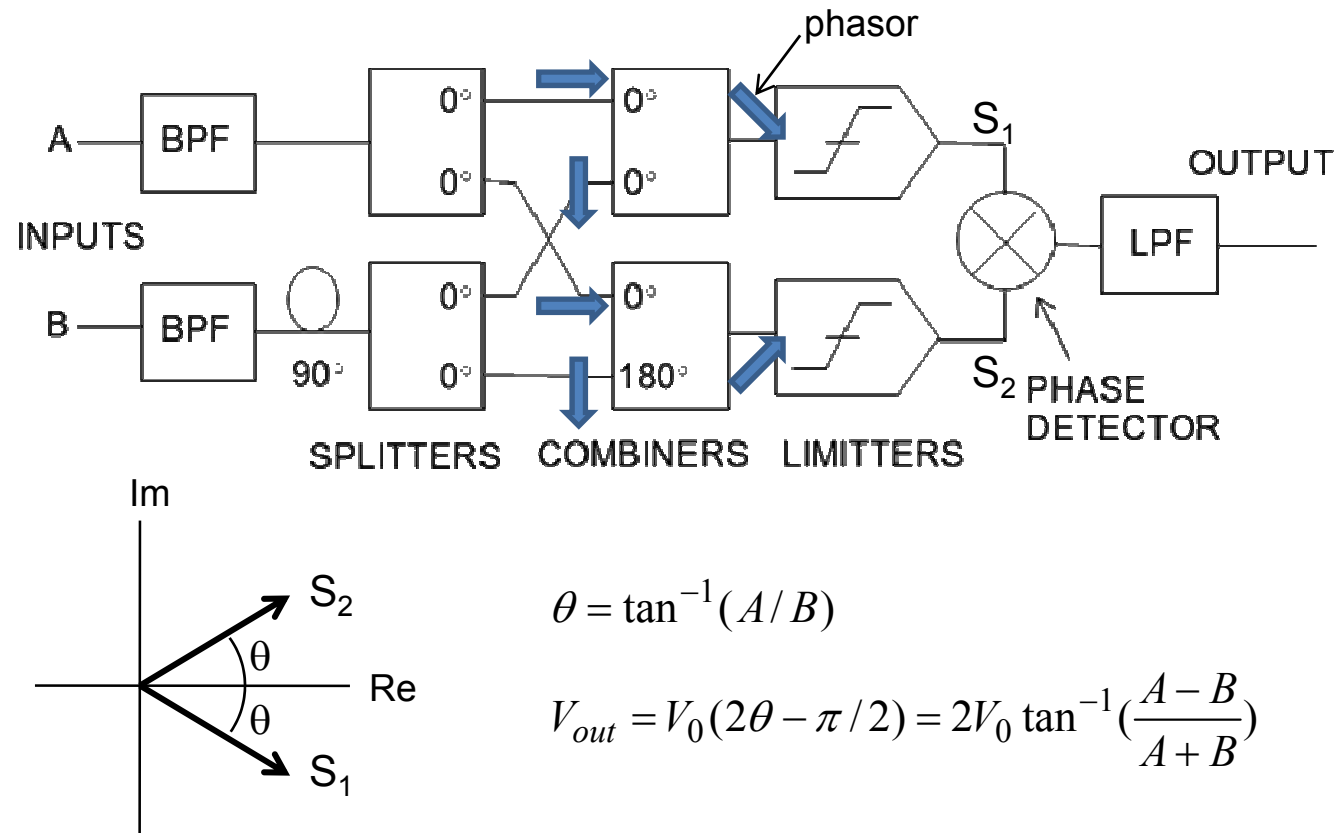 phasor
0° 0° S₁
A BPF OUTPUT
0° 0°
INPUTS LPF
0° 0°
B BPF
90° 0° 180° S₂ PHASE
DETECTOR
SPLITTERS COMBINERS LIMITTERS
Im
S₂
θ = tan⁻¹(A/B)
θ
Re
θ
V_out = V₀(2θ − π/2) = 2V₀ tan⁻¹((A − B)/(A + B))
S₁